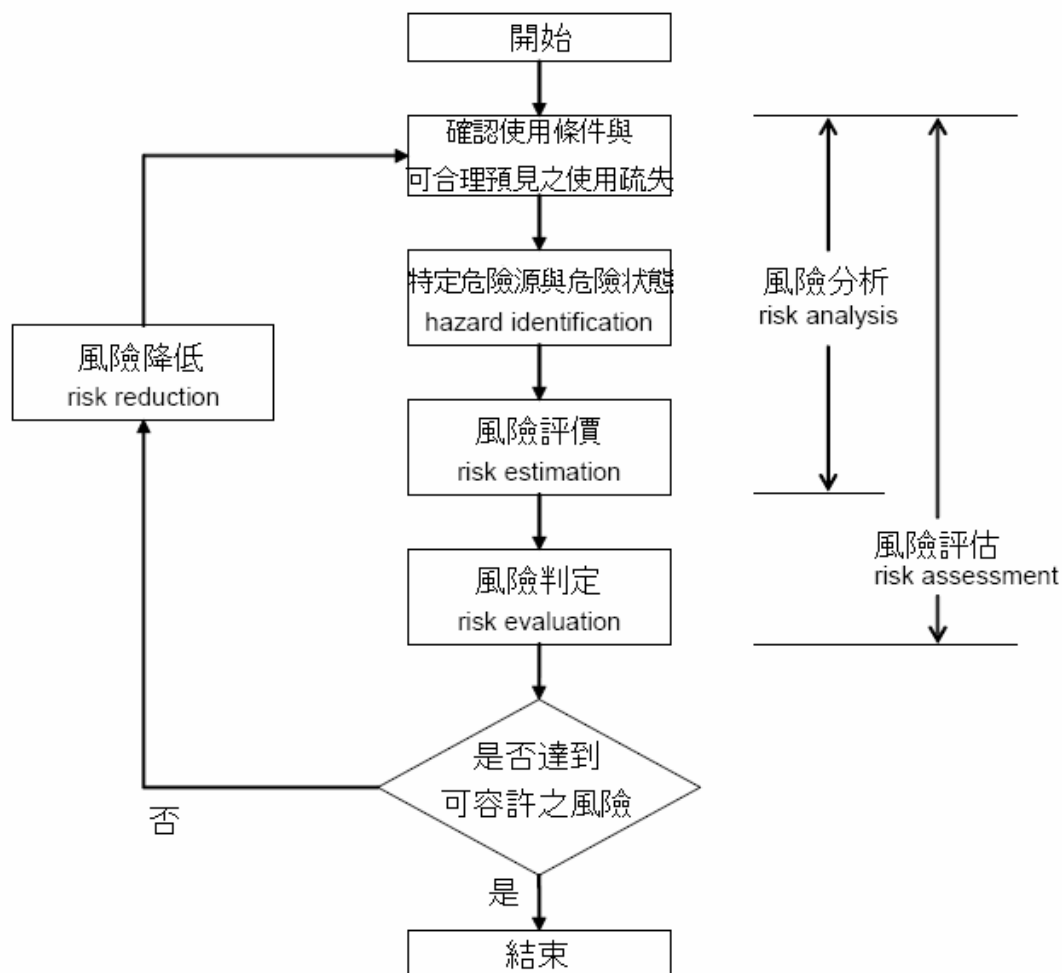 開始
確認使用條件與
可合理預見之使用疏失
特定危險源與危險狀態
hazard identification
風險分析
risk analysis
風險降低
risk reduction
風險評價
risk estimation
風險評估
risk assessment
風險判定
risk evaluation
是否達到
可容許之風險
否
是
結束